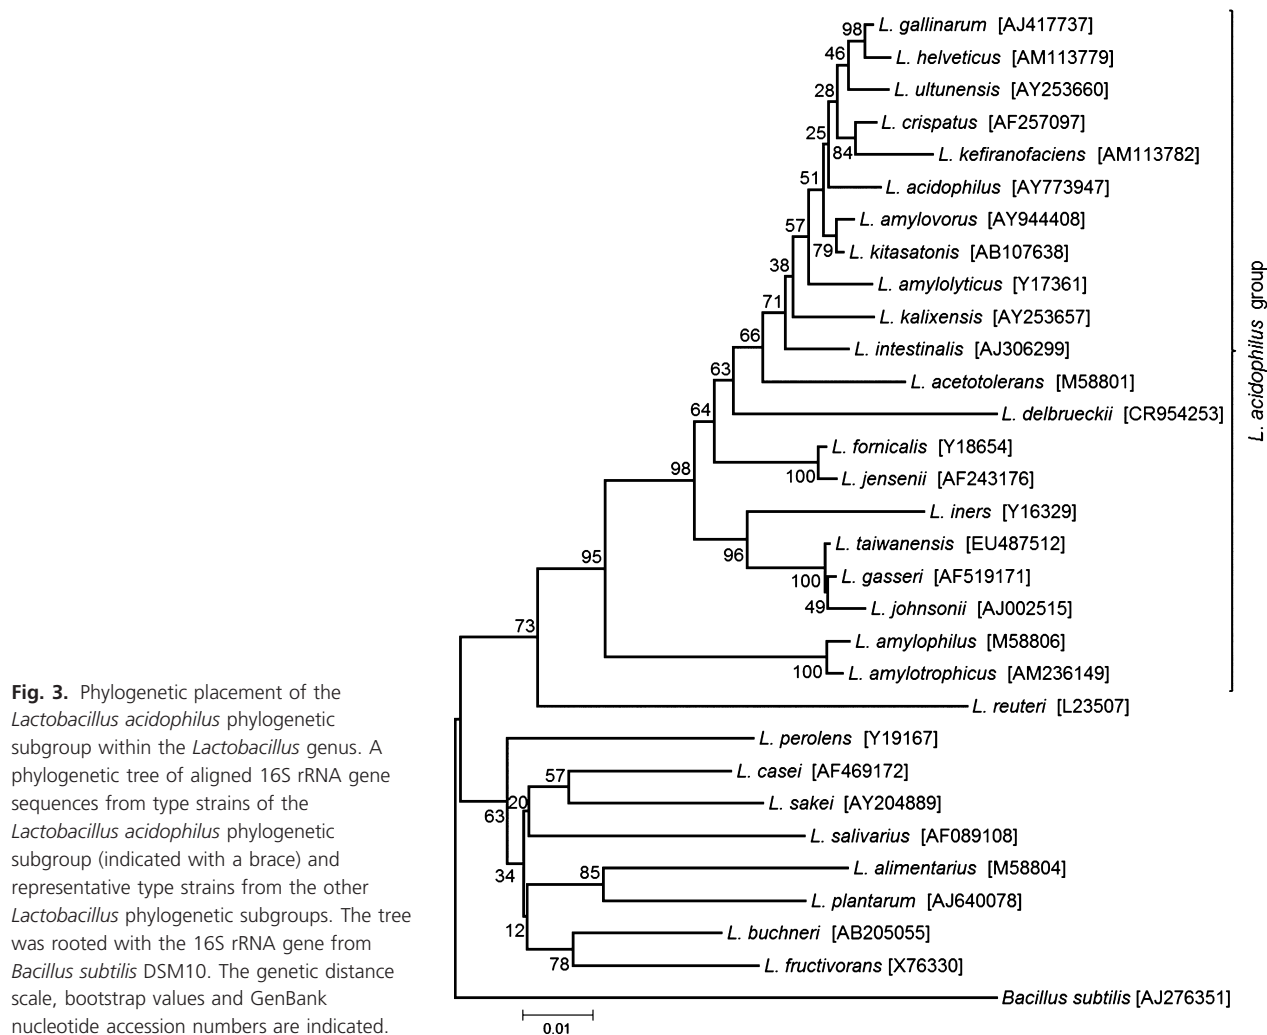 98 L. gallinarum [AJ417737]
46 L. helveticus [AM113779]
28 L. ultunensis [AY253660]
25 L. crispatus [AF257097]
84 L. kefiranofaciens [AM113782]
51 L. acidophilus [AY773947]
57 L. amylovorus [AY944408]
79 L. kitasatonis [AB107638]
38 L. amylolyticus [Y17361]
71 L. kalixensis [AY253657]
66 L. intestinalis [AJ306299]
63 L. acetotolerans [M58801]
64 L. delbrueckii [CR954253]
L. fornicalis [Y18654]
98 100 L. jensenii [AF243176]
L. iners [Y16329]
95 96 L. taiwanensis [EU487512]
100 L. gasseri [AF519171]
49 L. johnsonii [AJ002515]
73 L. amylophilus [M58806]
100 L. amylotrophicus [AM236149]
L. acidophilus group
L. reuteri [L23507]
L. perolens [Y19167]
57 L. casei [AF469172]
63 20 L. sakei [AY204889]
L. salivarius [AF089108]
34 85 L. alimentarius [M58804]
L. plantarum [AJ640078]
12 L. buchneri [AB205055]
78 L. fructivorans [X76330]
Bacillus subtilis [AJ276351]
0.01
Fig. 3. Phylogenetic placement of the
Lactobacillus acidophilus phylogenetic
subgroup within the Lactobacillus genus. A
phylogenetic tree of aligned 16S rRNA gene
sequences from type strains of the
Lactobacillus acidophilus phylogenetic
subgroup (indicated with a brace) and
representative type strains from the other
Lactobacillus phylogenetic subgroups. The tree
was rooted with the 16S rRNA gene from
Bacillus subtilis DSM10. The genetic distance
scale, bootstrap values and GenBank
nucleotide accession numbers are indicated.